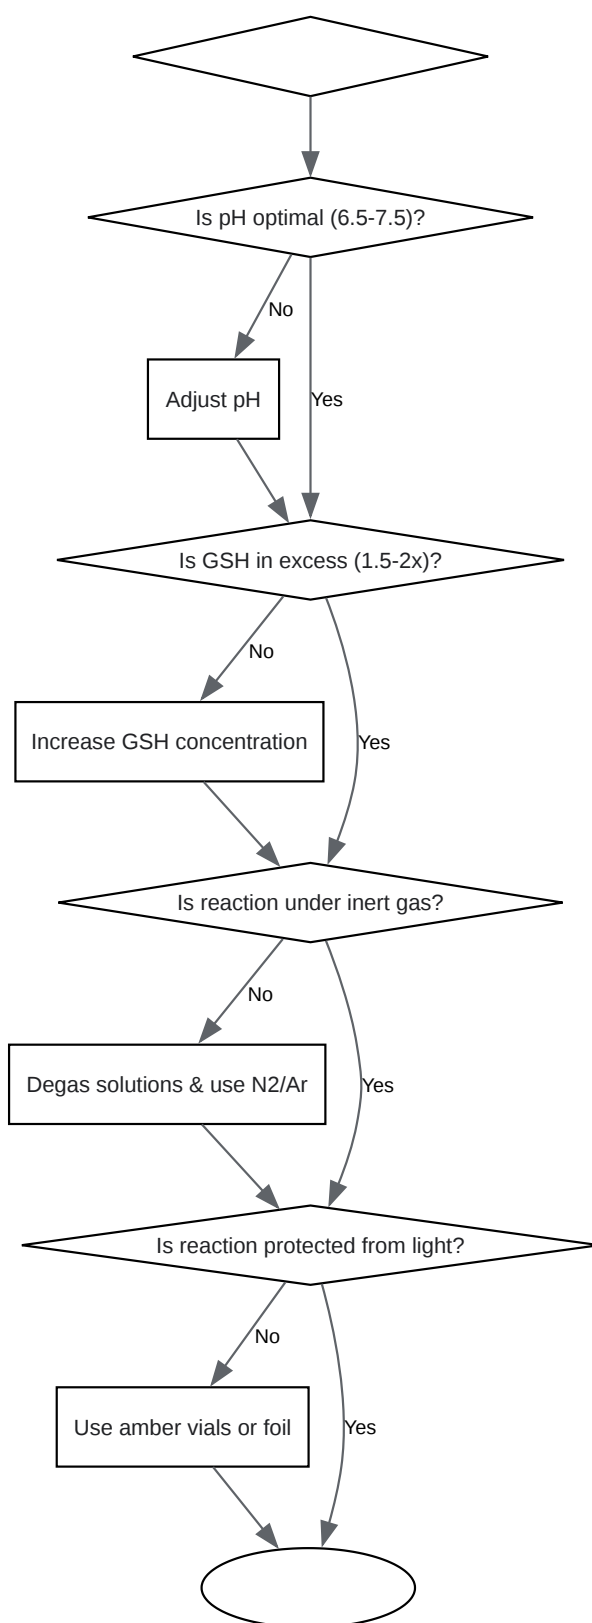 Is pH optimal (6.5-7.5)?
No
Adjust pH
Yes
Is GSH in excess (1.5-2x)?
No
Increase GSH concentration
Yes
Is reaction under inert gas?
No
Degas solutions & use N2/Ar
Yes
Is reaction protected from light?
No
Use amber vials or foil
Yes